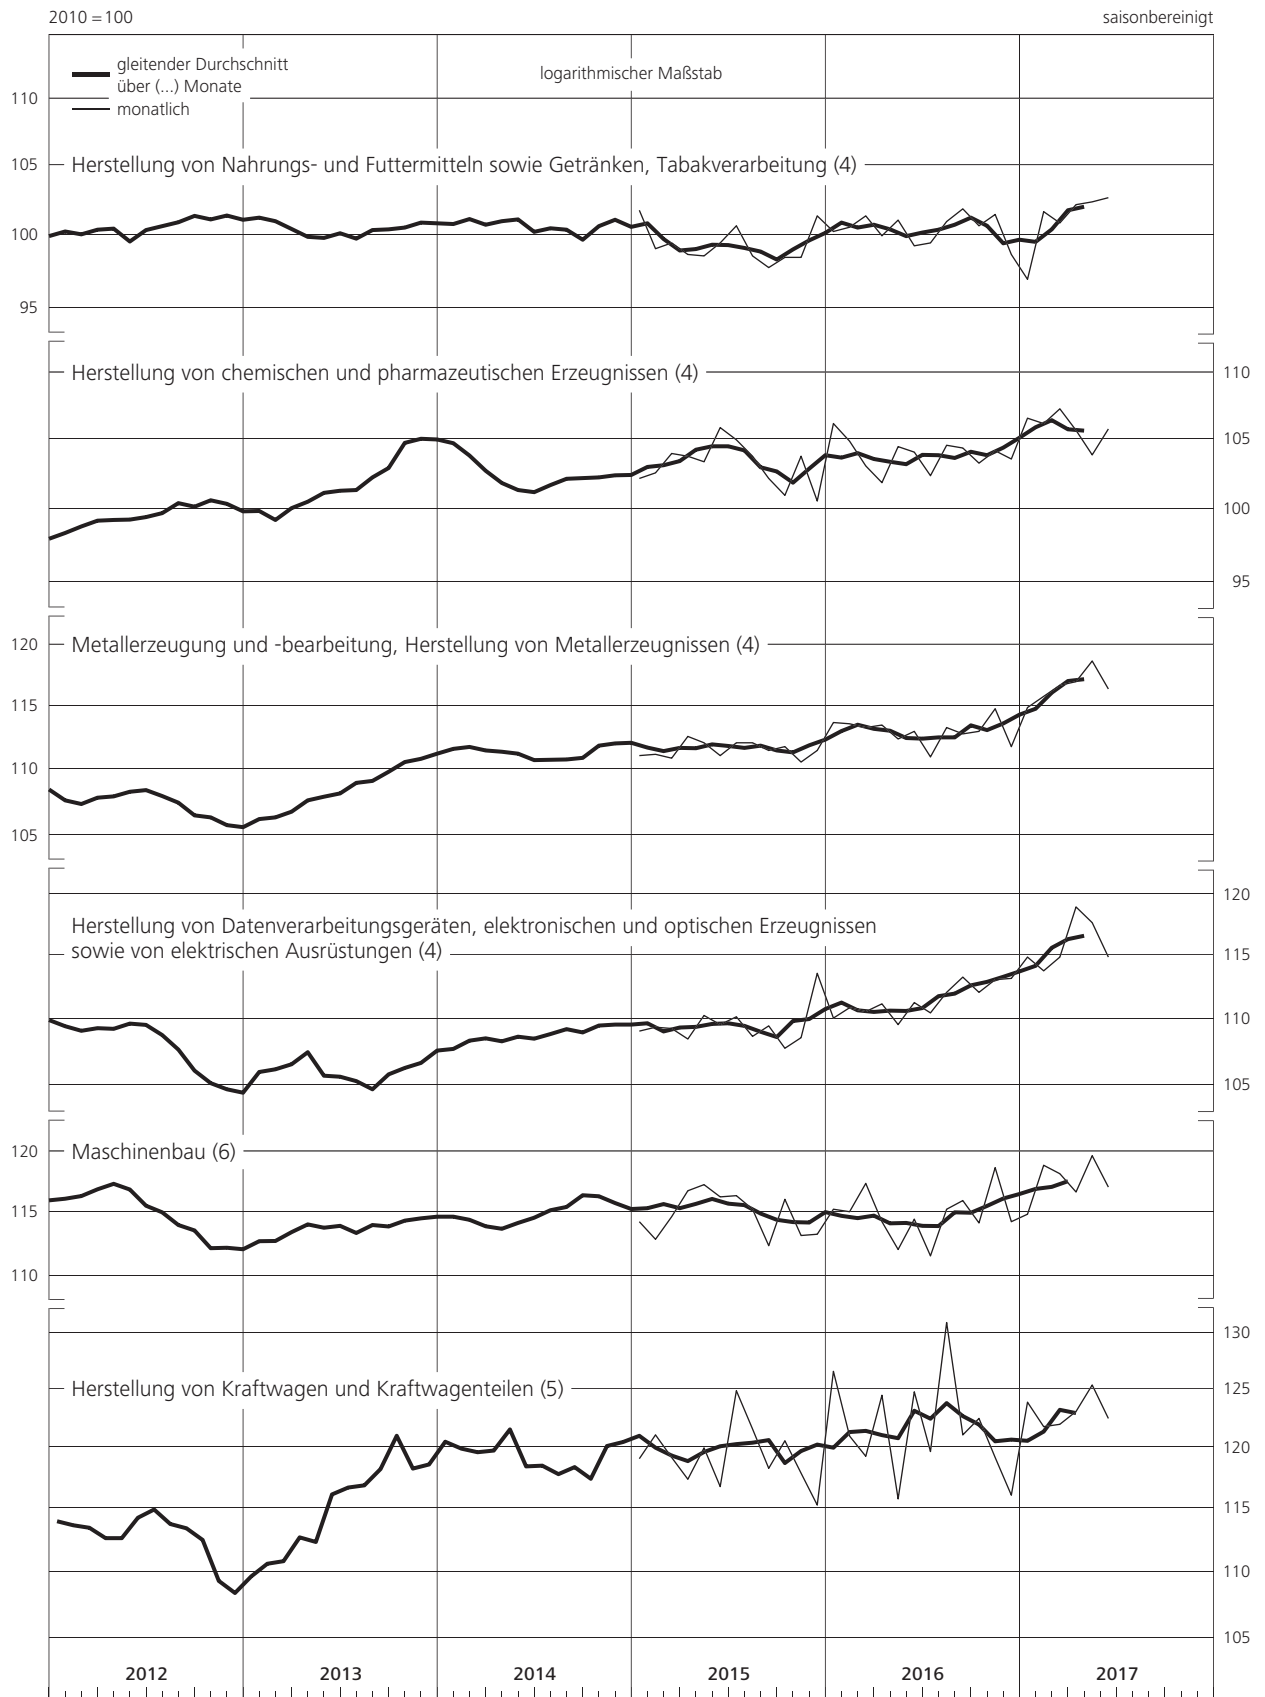 2010 = 100
saisonbereinigt
gleitender Durchschnitt
über (...) Monate
monatlich
logarithmischer Maßstab
110
105
Herstellung von Nahrungs- und Futtermitteln sowie Getränken, Tabakverarbeitung (4)
100
95
Herstellung von chemischen und pharmazeutischen Erzeugnissen (4)
110
105
100
95
120
Metallerzeugung und -bearbeitung, Herstellung von Metallerzeugnissen (4)
115
110
105
120
Herstellung von Datenverarbeitungsgeräten, elektronischen und optischen Erzeugnissen
sowie von elektrischen Ausrüstungen (4)
115
110
105
120
Maschinenbau (6)
115
110
130
Herstellung von Kraftwagen und Kraftwagenteilen (5)
125
120
115
110
105
2012 2013 2014 2015 2016 2017